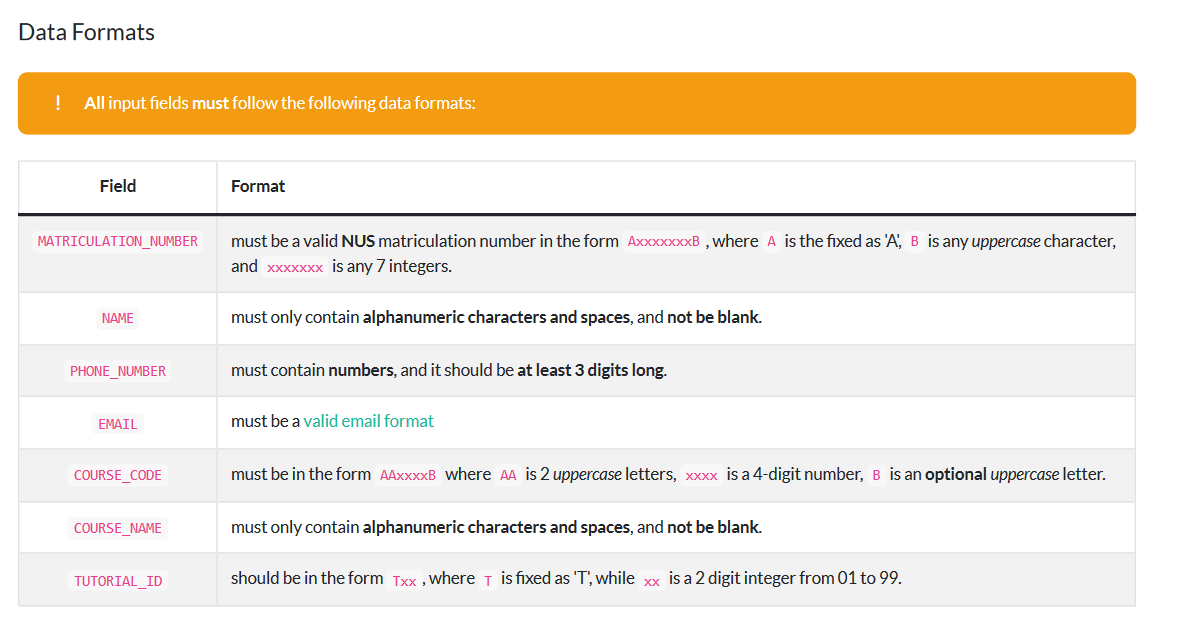 Data Formats
! All input fields must follow the following data formats:
Field Format
MATRICULATION_NUMBER must be a valid NUS matriculation number in the form AxxxxxxxB , where A is the fixed as 'A', B is any uppercase character,
and xxxxxxx is any 7 integers.
NAME must only contain alphanumeric characters and spaces, and not be blank.
PHONE_NUMBER must contain numbers, and it should be at least 3 digits long.
EMAIL must be a valid email format
COURSE_CODE must be in the form AAxxxxB where AA is 2 uppercase letters, xxxx is a 4-digit number, B is an optional uppercase letter.
COURSE_NAME must only contain alphanumeric characters and spaces, and not be blank.
TUTORIAL_ID should be in the form Txx , where T is fixed as 'T', while xx is a 2 digit integer from 01 to 99.